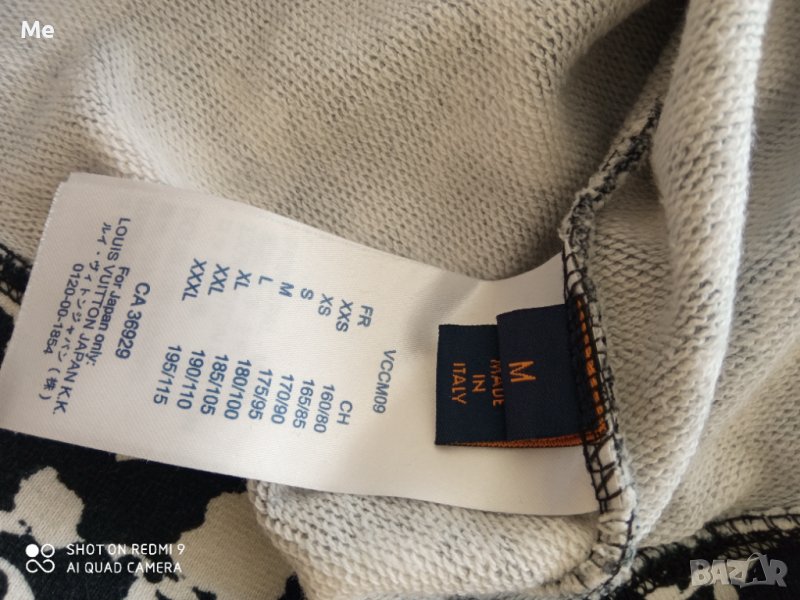 Me
VCCM09
FR CH
XXS 160/80
XS 165/85
S 170/90
M 175/95
L 180/100
XL 185/105
XXL 190/110
XXXL 195/115
CA 36929
For Japan only:
LOUIS VUITTON JAPAN K.K.
ルイ・ヴィトンジャパン(株)
0120-00-1854
M
MADE
IN
ITALY
SHOT ON REDMI 9
AI QUAD CAMERA
BAZAR